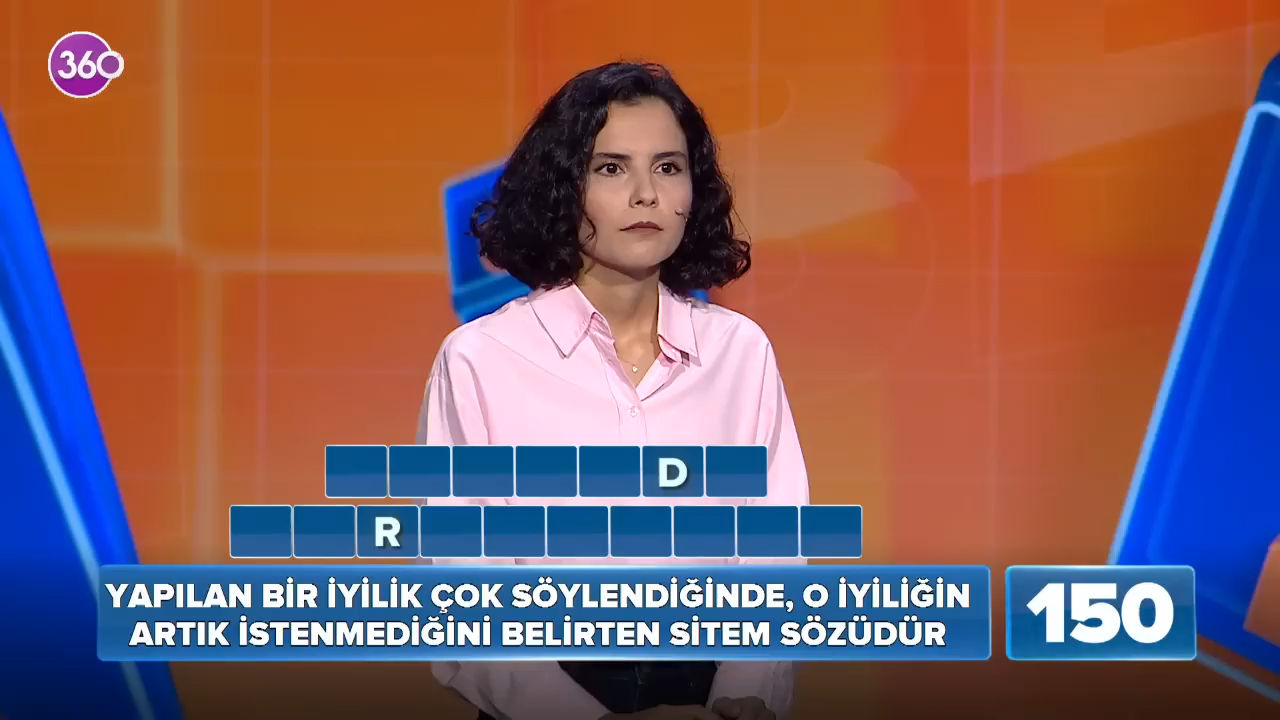 360
D
R
YAPILAN BİR İYİLİK ÇOK SÖYLENDİĞİNDE, O İYİLİĞİN
ARTIK İSTENMEDİĞİNİ BELİRTEN SİTEM SÖZÜDÜR
150